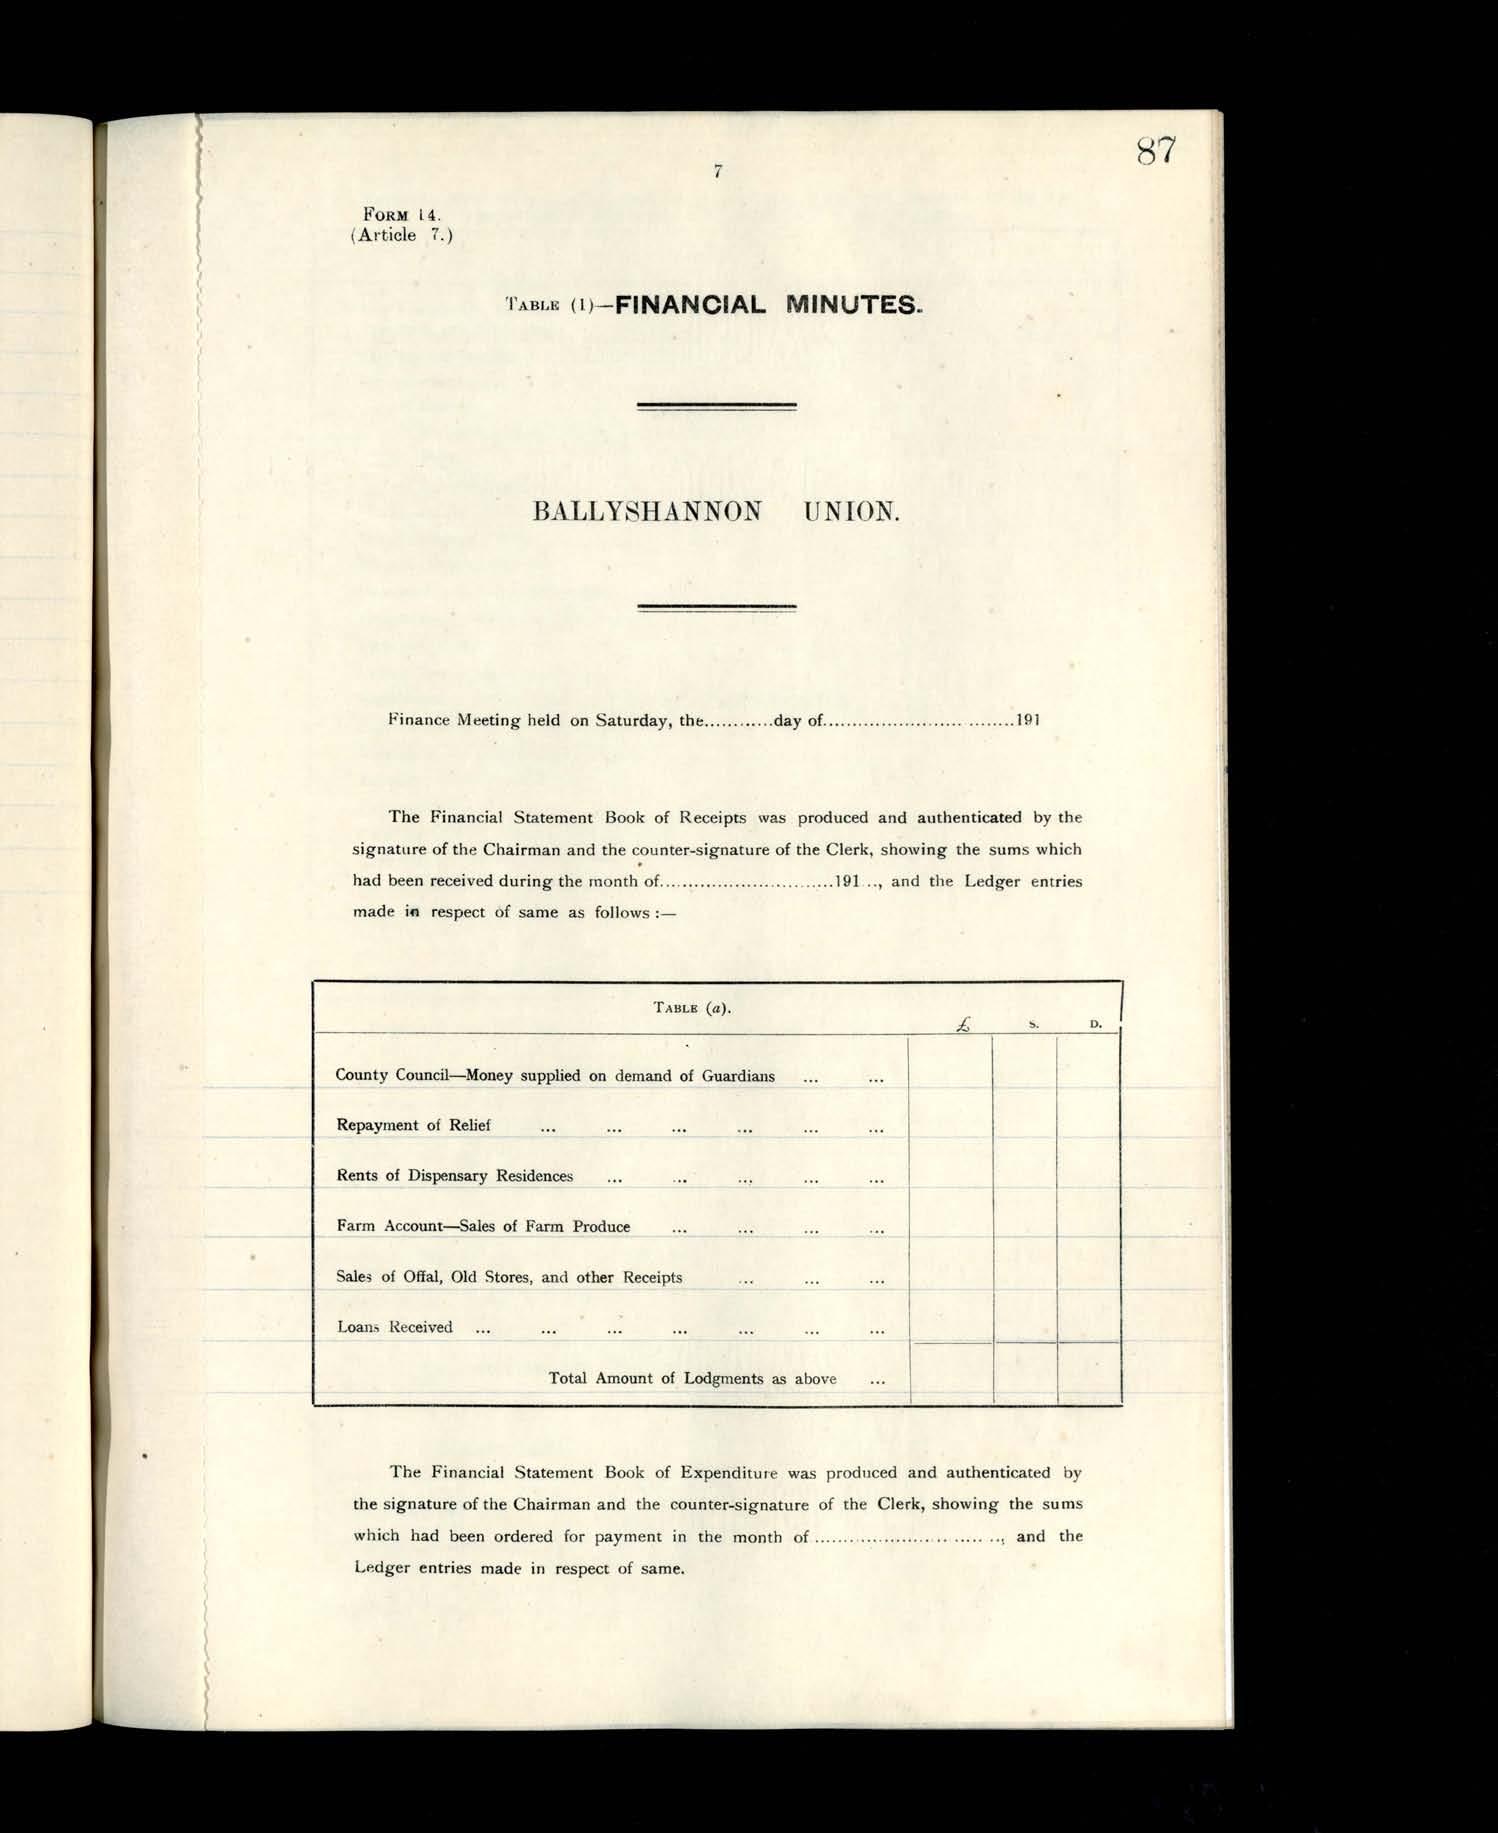 87
7
FORM 14.
(Article 7.)
TABLE (1)—FINANCIAL MINUTES.
BALLYSHANNON UNION.
Finance Meeting held on Saturday, the............day of.................................191
The Financial Statement Book of Receipts was produced and authenticated by the
signature of the Chairman and the counter-signature of the Clerk, showing the sums which
had been received during the month of..............................191..., and the Ledger entries
made in respect of same as follows :—
TABLE (a).
£ S. D.
County Council—Money supplied on demand of Guardians ... ...
Repayment of Relief ... ... ... ... ... ...
Rents of Dispensary Residences ... ... ... ... ...
Farm Account—Sales of Farm Produce ... ... ... ...
Sales of Offal, Old Stores, and other Receipts ... ... ...
Loans Received ... ... ... ... ... ... ...
Total Amount of Lodgments as above ...
The Financial Statement Book of Expenditure was produced and authenticated by
the signature of the Chairman and the counter-signature of the Clerk, showing the sums
which had been ordered for payment in the month of ................................, and the
Ledger entries made in respect of same.